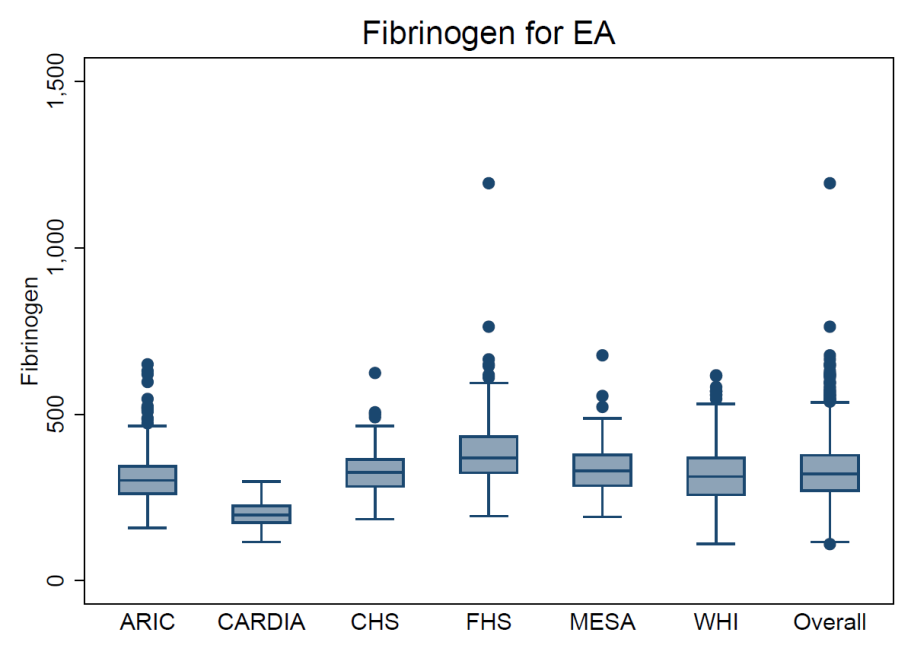 Fibrinogen for EA
Fibrinogen
1,500
1,000
500
0
ARIC CARDIA CHS FHS MESA WHI Overall